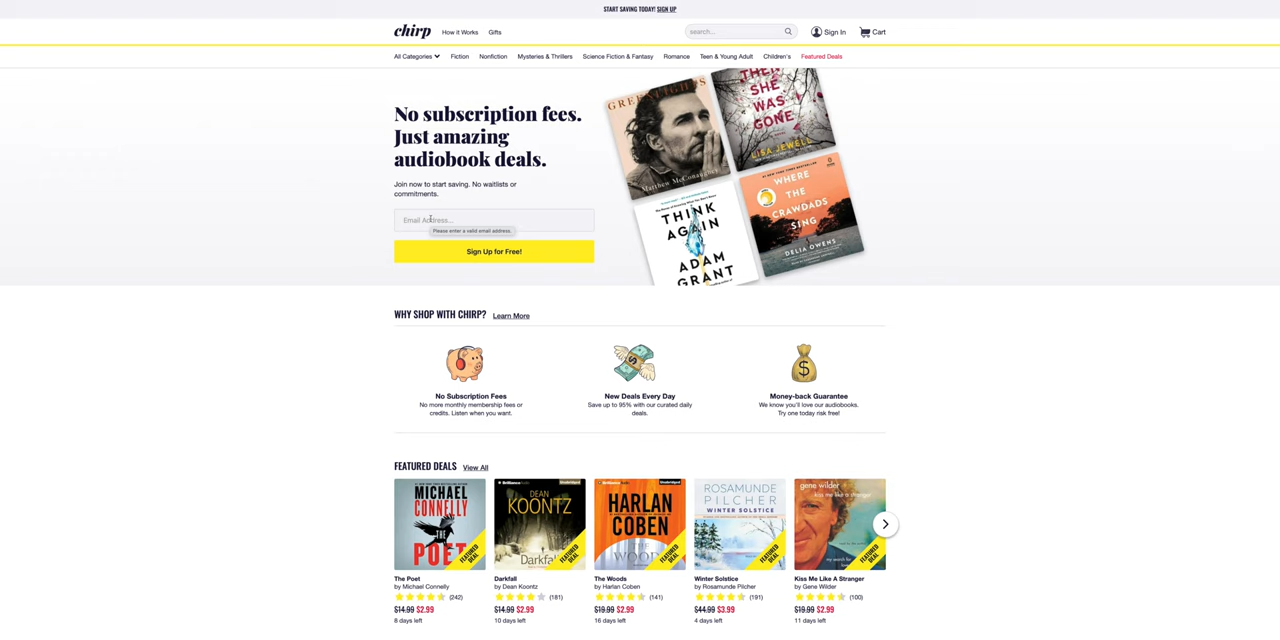 START SAVING TODAY! SIGN UP
chirp How it Works Gifts search... Sign In Cart
All Categories Fiction Nonfiction Mysteries & Thrillers Science Fiction & Fantasy Romance Teen & Young Adult Children's Featured Deals
No subscription fees.
Just amazing
audiobook deals.
Join now to start saving. No waitlists or
commitments.
Email Address...
Please enter a valid email address.
Sign Up for Free!
GREENLIGHTS
Matthew McConaughey
THEN
SHE
WAS
GONE
LISA JEWELL
THINK
AGAIN
ADAM
GRANT
WHERE
THE
CRAWDADS
SING
DELIA OWENS
WHY SHOP WITH CHIRP? Learn More
No Subscription Fees
No more monthly membership fees or
credits. Listen when you want.
New Deals Every Day
Save up to 95% with our curated daily
deals.
Money-back Guarantee
We know you'll love our audiobooks.
Try one today risk free!
FEATURED DEALS View All
MICHAEL
CONNELLY
THE
POET
FEATURED DEAL
DEAN
KOONTZ
Darkfall
FEATURED DEAL
HARLAN
COBEN
THE
WOODS
FEATURED DEAL
ROSAMUNDE
PILCHER
WINTER SOLSTICE
FEATURED DEAL
gene wilder
kiss me like a stranger
FEATURED DEAL
The Poet
by Michael Connelly
(242)
$14.99 $2.99
8 days left
Darkfall
by Dean Koontz
(181)
$14.99 $2.99
10 days left
The Woods
by Harlan Coben
(141)
$19.99 $2.99
16 days left
Winter Solstice
by Rosamunde Pilcher
(191)
$44.99 $3.99
4 days left
Kiss Me Like A Stranger
by Gene Wilder
(100)
$19.99 $2.99
11 days left